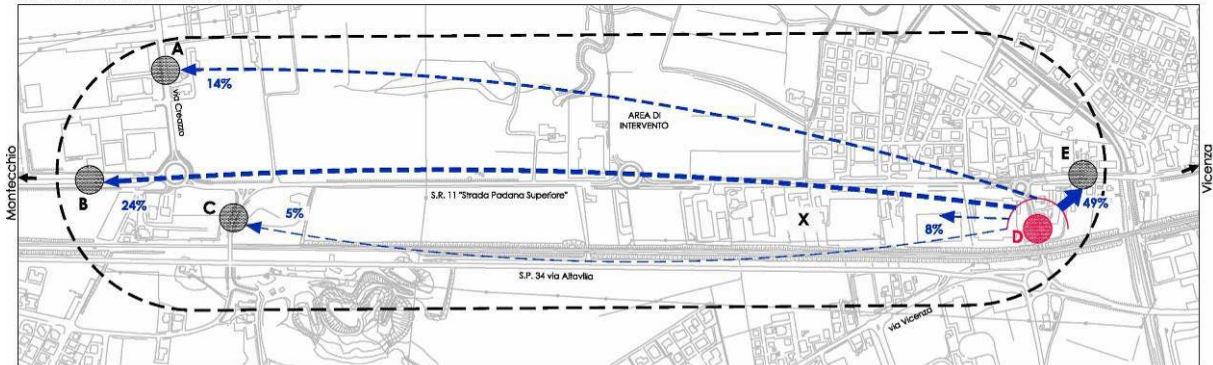 A
14%
via Creazzo
AREA DI
INTERVENTO
E
Montecchio
B
24%
C
5%
S.R. 11 "Strada Padana Superiore"
X
8%
D
49%
Vicenza
S.P. 34 via Altavilla
via Vicenza